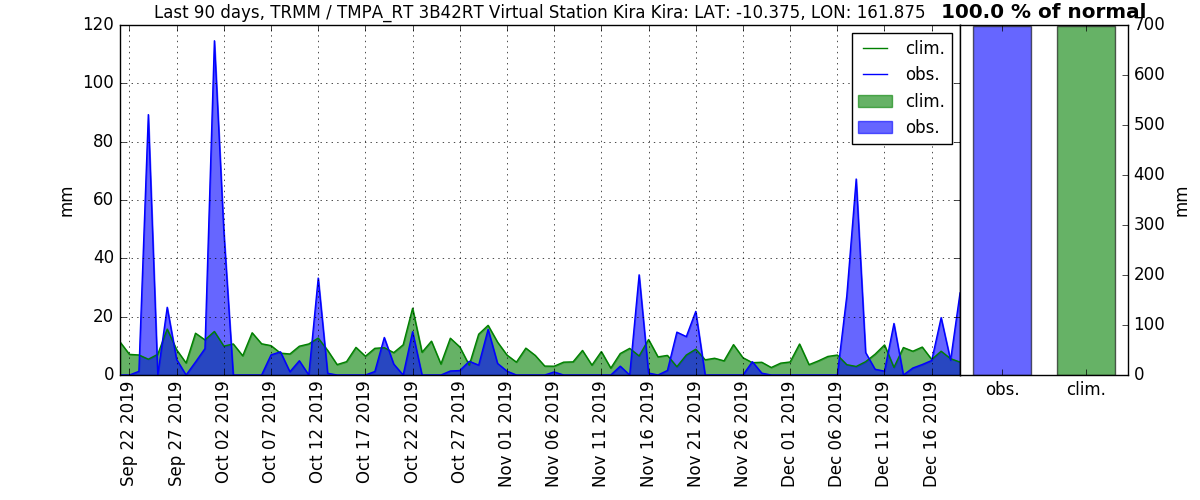 Last 90 days, TRMM / TMPA_RT 3B42RT Virtual Station Kira Kira: LAT: -10.375, LON: 161.875
100.0 % of normal
mm
120
100
80
60
40
20
0
clim.
obs.
clim.
obs.
Sep 22 2019
Sep 27 2019
Oct 02 2019
Oct 07 2019
Oct 12 2019
Oct 17 2019
Oct 22 2019
Oct 27 2019
Nov 01 2019
Nov 06 2019
Nov 11 2019
Nov 16 2019
Nov 21 2019
Nov 26 2019
Dec 01 2019
Dec 06 2019
Dec 11 2019
Dec 16 2019
obs.
clim.
700
600
500
400
300
200
100
0
mm